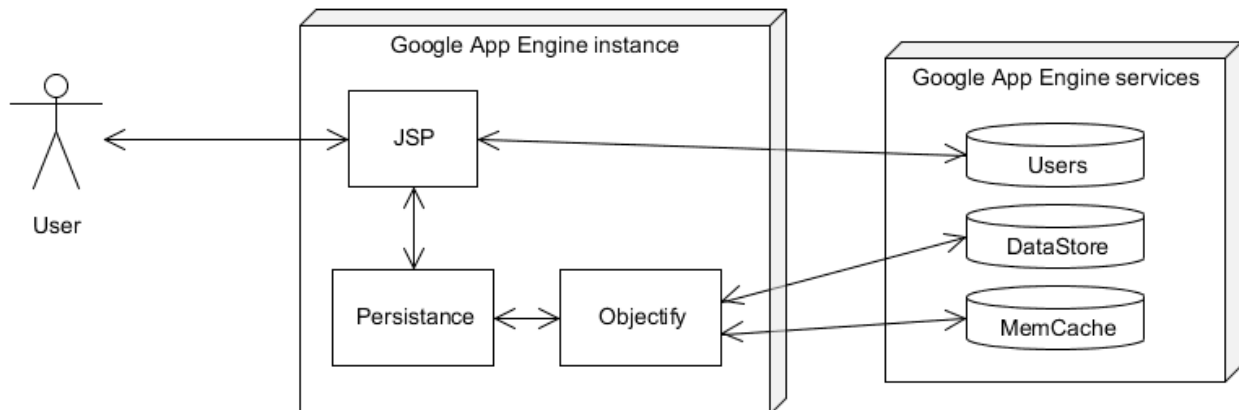 Google App Engine instance
Google App Engine services
JSP
Users
User
DataStore
Persistance
Objectify
MemCache